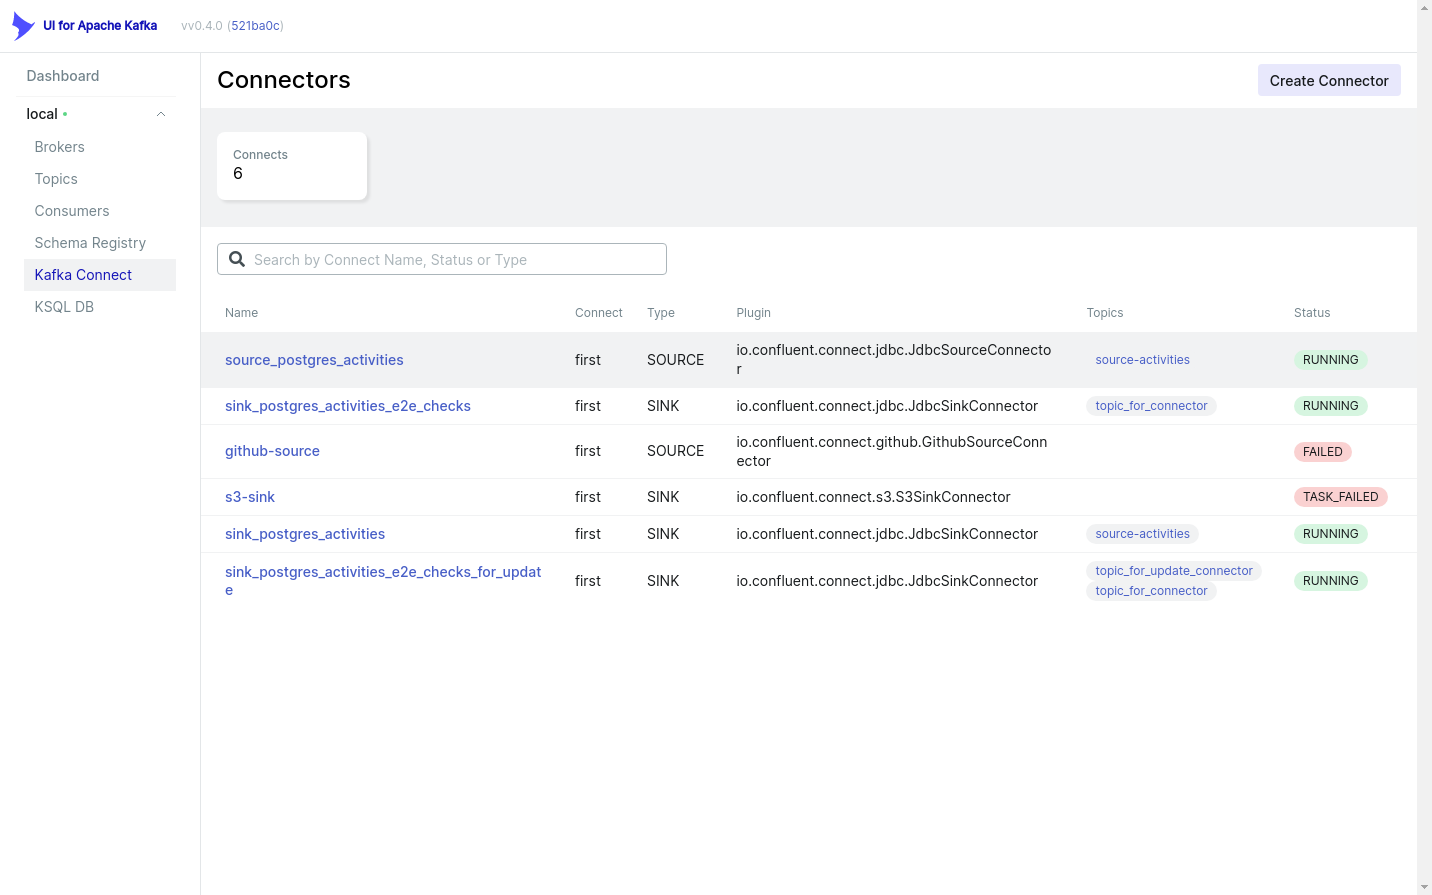 UI for Apache Kafka vv0.4.0 (521ba0c)
Dashboard
local
Brokers
Topics
Consumers
Schema Registry
Kafka Connect
KSQL DB
Connectors
Create Connector
Connects
6
Search by Connect Name, Status or Type
Name Connect Type Plugin Topics Status
source_postgres_activities first SOURCE io.confluent.connect.jdbc.JdbcSourceConnecto source-activities RUNNING
r
sink_postgres_activities_e2e_checks first SINK io.confluent.connect.jdbc.JdbcSinkConnector topic_for_connector RUNNING
github-source first SOURCE io.confluent.connect.github.GithubSourceConn FAILED
ector
s3-sink first SINK io.confluent.connect.s3.S3SinkConnector TASK_FAILED
sink_postgres_activities first SINK io.confluent.connect.jdbc.JdbcSinkConnector source-activities RUNNING
sink_postgres_activities_e2e_checks_for_updat first SINK io.confluent.connect.jdbc.JdbcSinkConnector topic_for_update_connector RUNNING
e topic_for_connector